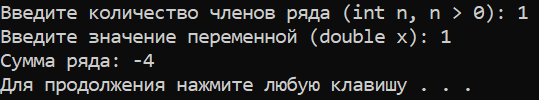 Введите количество членов ряда (int n, n > 0): 1
Введите значение переменной (double x): 1
Сумма ряда: -4
Для продолжения нажмите любую клавишу . . .